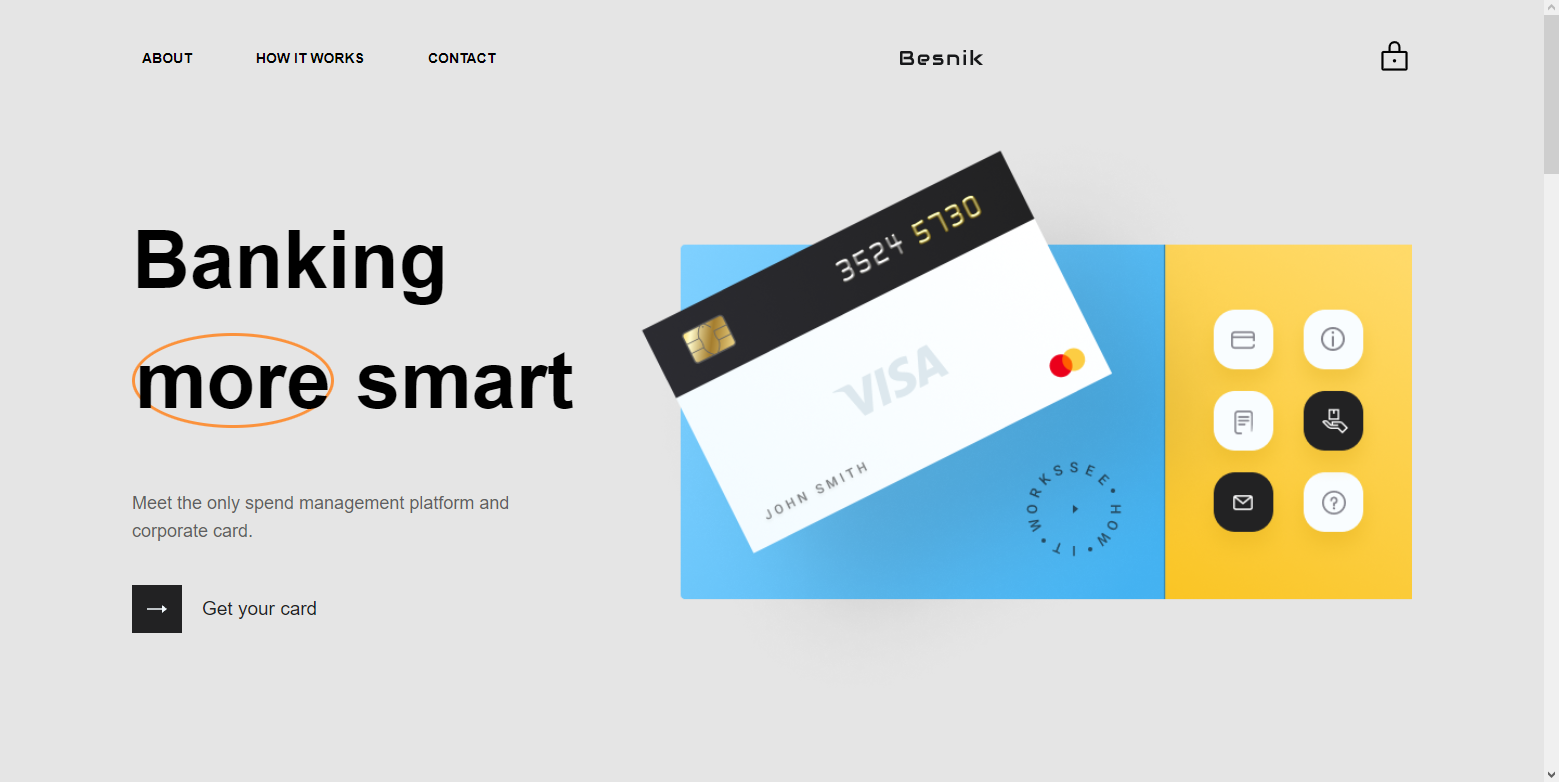 ABOUT
HOW IT WORKS
CONTACT
Besnik
Banking
more smart
Meet the only spend management platform and
corporate card.
Get your card
3524 5730
VISA
JOHN SMITH
SEE • HOW • IT • WORKS